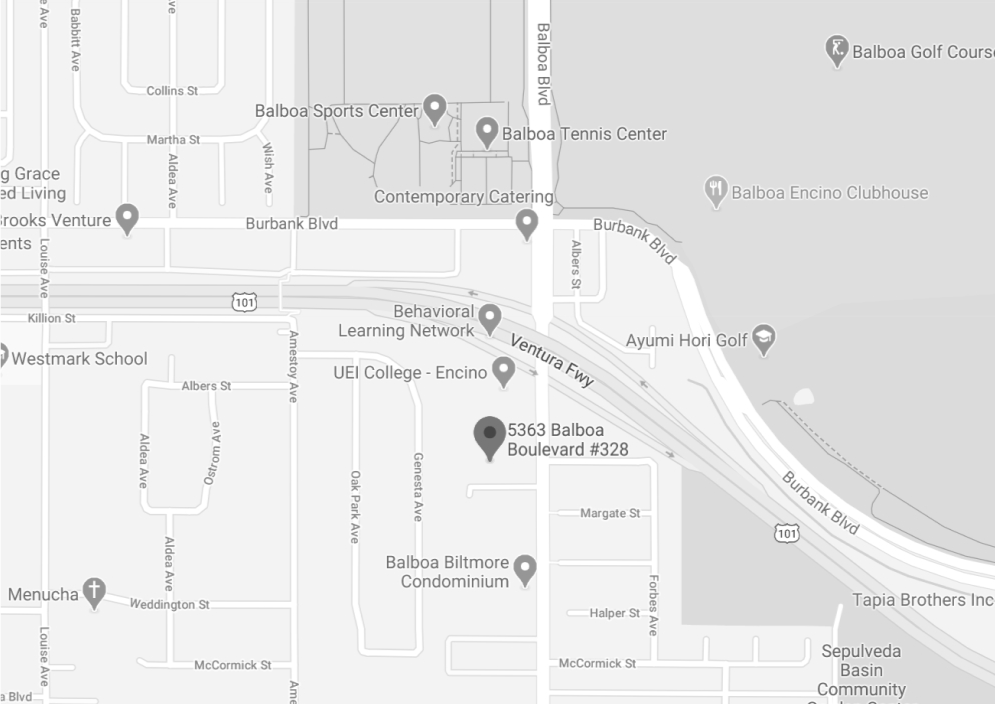 e Ave
Babbitt Ave
ve
Balboa Blvd
Balboa Golf Course
Collins St
Balboa Sports Center
Balboa Tennis Center
Martha St
Wish Ave
Aldea Ave
g Grace
ed Living
Contemporary Catering
Balboa Encino Clubhouse
Brooks Venture
ents
Burbank Blvd
Burbank Blvd
Louise Ave
Albers St
101
Killion St
Behavioral
Learning Network
Ventura Fwy
Ayumi Hori Golf
Westmark School
Amestoy Ave
UEI College - Encino
Albers St
5363 Balboa
Boulevard #328
Aldea Ave
Ostrom Ave
Oak Park Ave
Genesta Ave
Burbank Blvd
Margate St
101
Aldea Ave
Balboa Biltmore
Condominium
Menucha
Weddington St
Forbes Ave
Halper St
Tapia Brothers Inc
Louise Ave
McCormick St
McCormick St
Sepulveda
Basin
Community
Ame
a Blvd